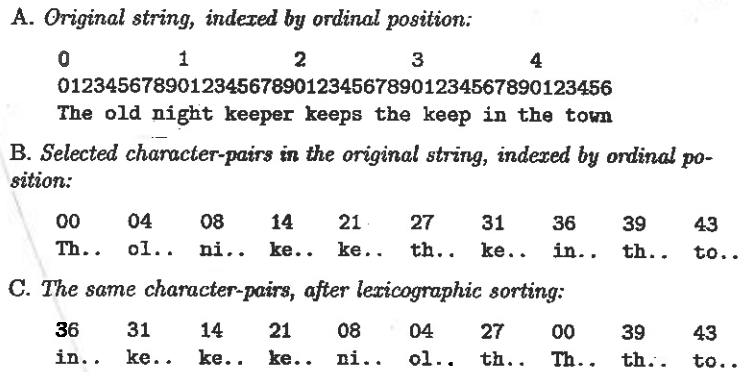 A. Original string, indexed by ordinal position:
0 1 2 3 4
01234567890123456789012345678901234567890123456
The old night keeper keeps the keep in the town
B. Selected character-pairs in the original string, indexed by ordinal po-
sition:
00 04 08 14 21 27 31 36 39 43
Th.. ol.. ni.. ke.. ke.. th.. ke.. in.. th.. to..
C. The same character-pairs, after lexicographic sorting:
36 31 14 21 08 04 27 00 39 43
in.. ke.. ke.. ke.. ni.. ol.. th.. Th.. th.. to..